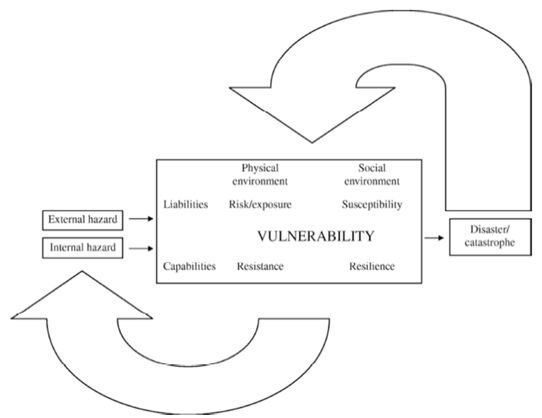 Physical environment
Social environment
Liabilities
Risk/exposure
Susceptibility
External hazard
VULNERABILITY
Disaster/
catastrophe
Internal hazard
Capabilities
Resistance
Resilience